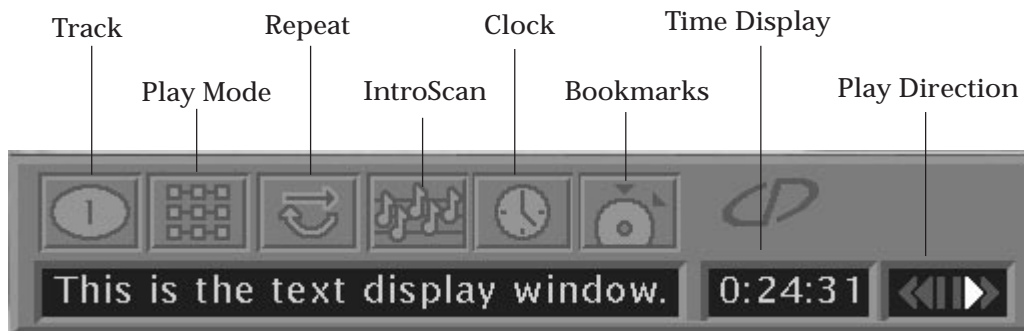 Track Repeat Clock Time Display
Play Mode IntroScan Bookmarks Play Direction
1
This is the text display window. 0:24:31